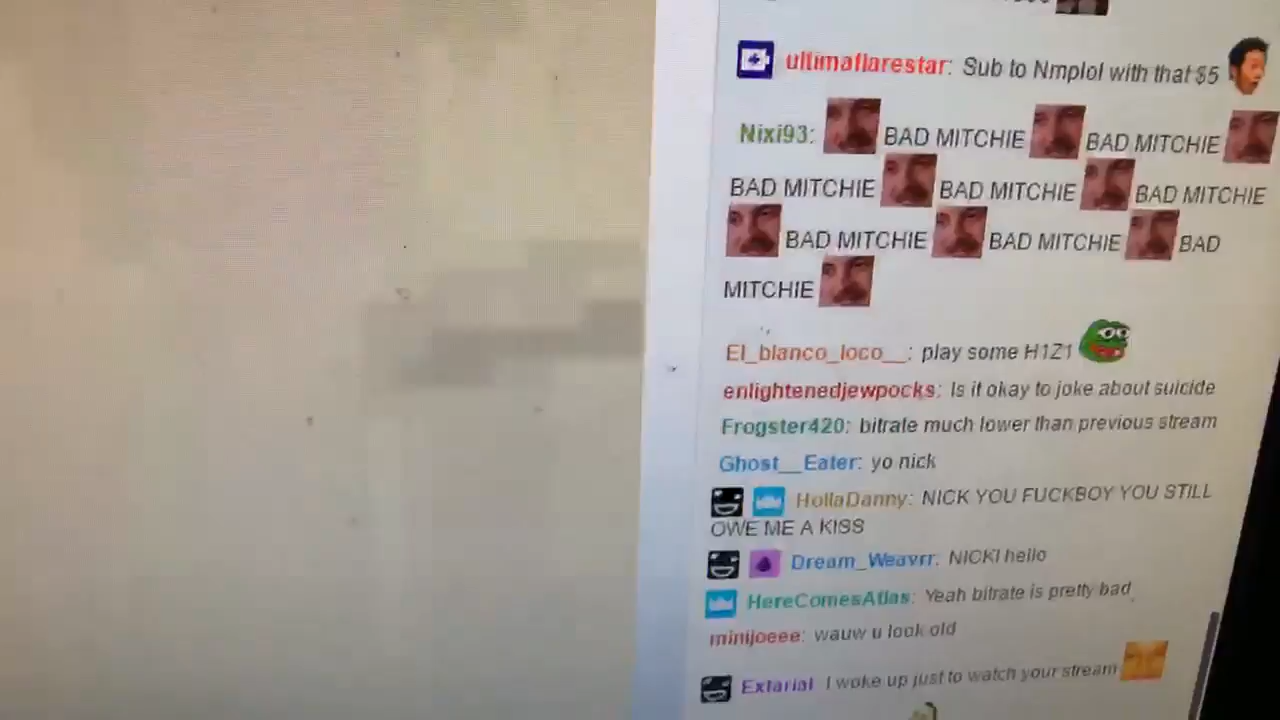 ultimaflarestar: Sub to Nmplol with that $5
Nixi93: BAD MITCHIE BAD MITCHIE
BAD MITCHIE BAD MITCHIE BAD MITCHIE
BAD MITCHIE BAD MITCHIE BAD
MITCHIE
El_blanco_loco__: play some H1Z1
enlightenedjewpocks: Is it okay to joke about suicide
Frogster420: bitrate much lower than previous stream
Ghost__Eater: yo nick
HollaDanny: NICK YOU FUCKBOY YOU STILL
OWE ME A KISS
Dream_Weavrr: NICKI hello
HereComesAtlas: Yeah bitrate is pretty bad
minijoeee: wauw u look old
Extarial: I woke up just to watch your stream